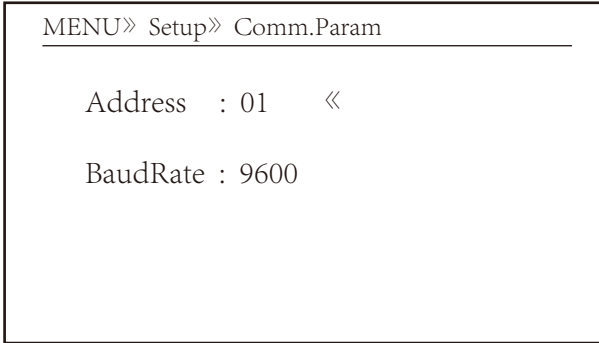 MENU》 Setup》 Comm.Param
Address : 01 《
BaudRate : 9600